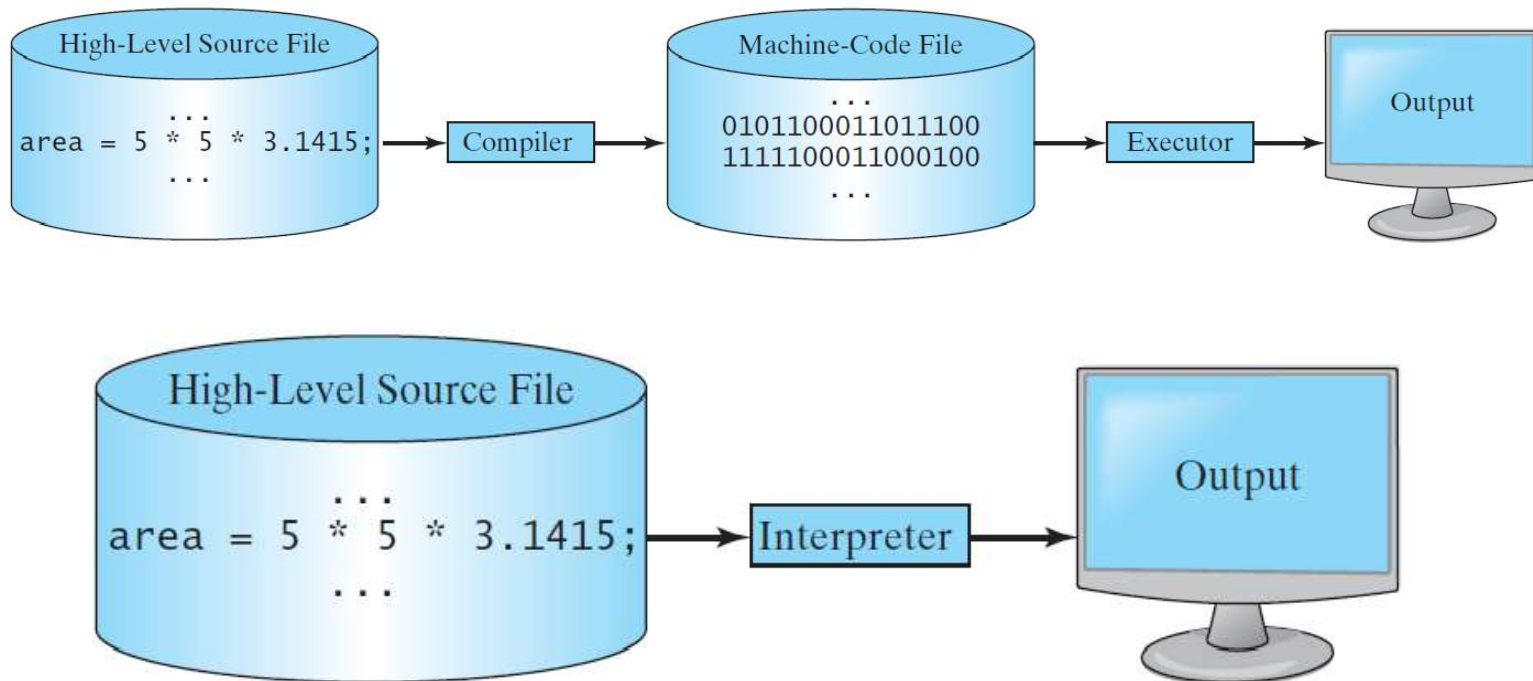 High-Level Source File
...
area = 5 * 5 * 3.1415;
...
Compiler
Machine-Code File
...
0101100011011100
1111100011000100
...
Executor
Output
High-Level Source File
...
area = 5 * 5 * 3.1415;
...
Interpreter
Output